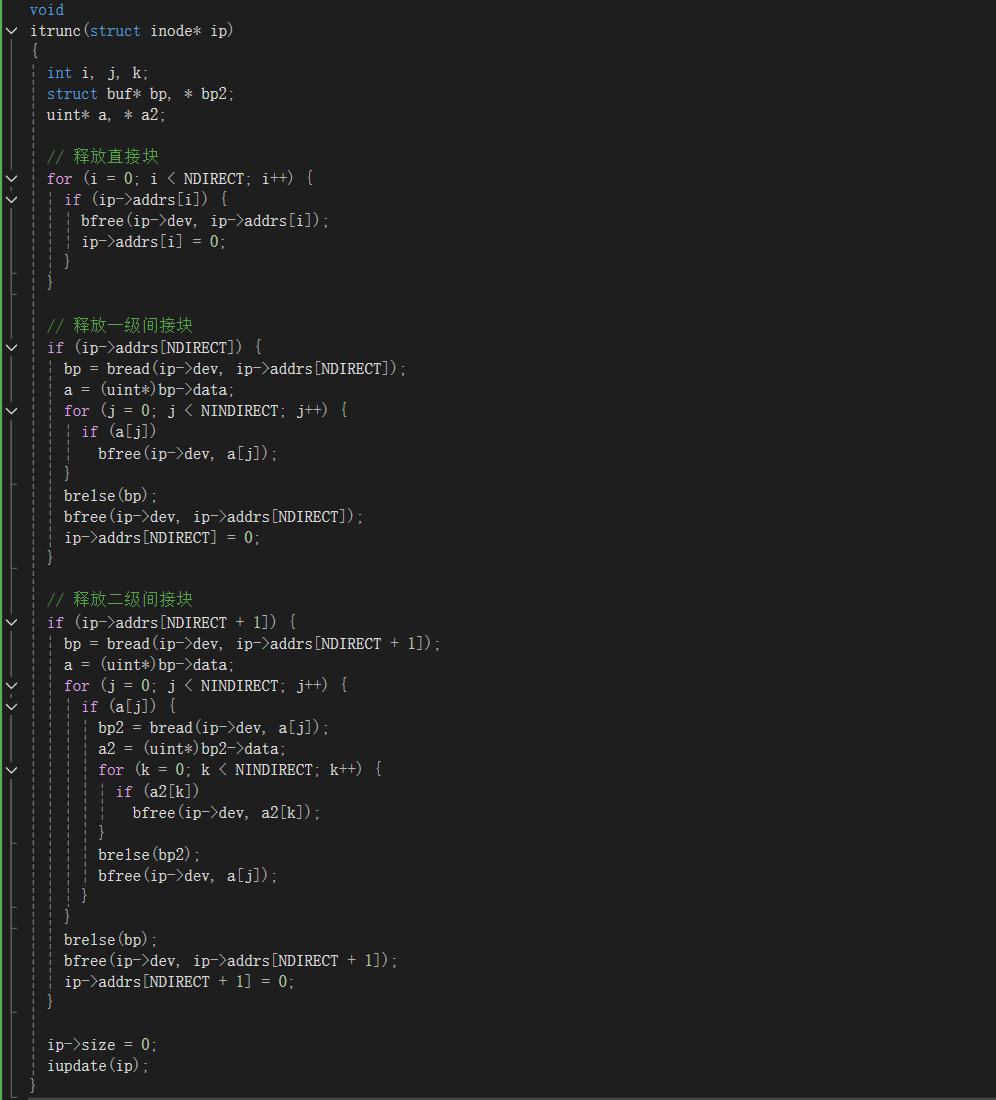 void
itrunc(struct inode* ip)
{
  int i, j, k;
  struct buf* bp, * bp2;
  uint* a, * a2;

  // 释放直接块
  for (i = 0; i < NDIRECT; i++) {
    if (ip->addrs[i]) {
      bfree(ip->dev, ip->addrs[i]);
      ip->addrs[i] = 0;
    }
  }

  // 释放一级间接块
  if (ip->addrs[NDIRECT]) {
    bp = bread(ip->dev, ip->addrs[NDIRECT]);
    a = (uint*)bp->data;
    for (j = 0; j < NINDIRECT; j++) {
      if (a[j])
        bfree(ip->dev, a[j]);
    }
    brelse(bp);
    bfree(ip->dev, ip->addrs[NDIRECT]);
    ip->addrs[NDIRECT] = 0;
  }

  // 释放二级间接块
  if (ip->addrs[NDIRECT + 1]) {
    bp = bread(ip->dev, ip->addrs[NDIRECT + 1]);
    a = (uint*)bp->data;
    for (j = 0; j < NINDIRECT; j++) {
      if (a[j]) {
        bp2 = bread(ip->dev, a[j]);
        a2 = (uint*)bp2->data;
        for (k = 0; k < NINDIRECT; k++) {
          if (a2[k])
            bfree(ip->dev, a2[k]);
        }
        brelse(bp2);
        bfree(ip->dev, a[j]);
      }
    }
    brelse(bp);
    bfree(ip->dev, ip->addrs[NDIRECT + 1]);
    ip->addrs[NDIRECT + 1] = 0;
  }

  ip->size = 0;
  iupdate(ip);
}